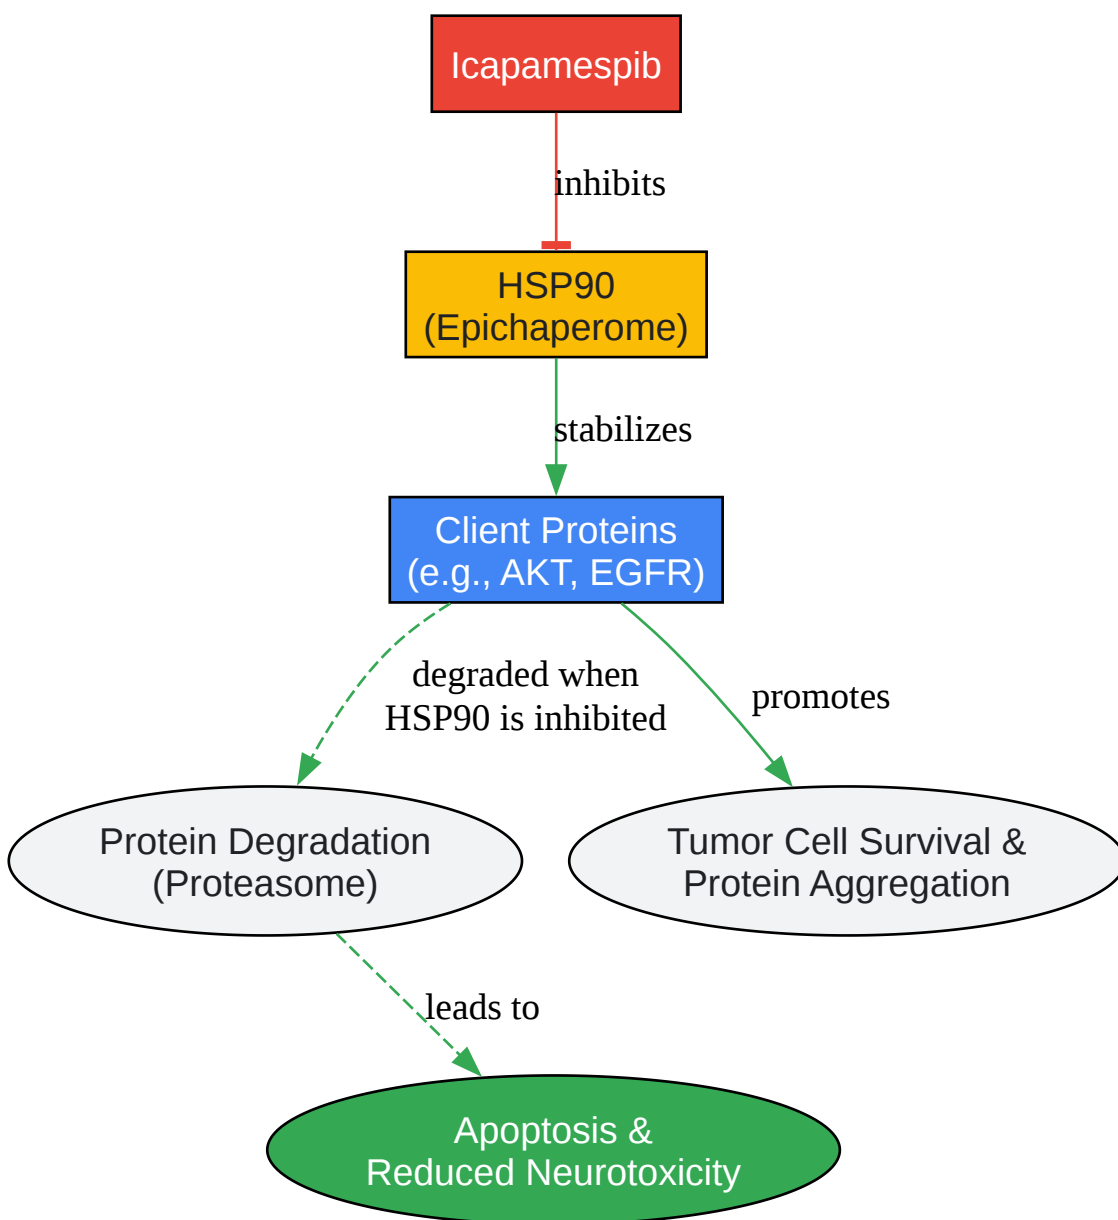 Icapamespib
inhibits
HSP90
(Epichaperome)
stabilizes
Client Proteins
(e.g., AKT, EGFR)
degraded when
HSP90 is inhibited
promotes
Protein Degradation
(Proteasome)
Tumor Cell Survival &
Protein Aggregation
leads to
Apoptosis &
Reduced Neurotoxicity